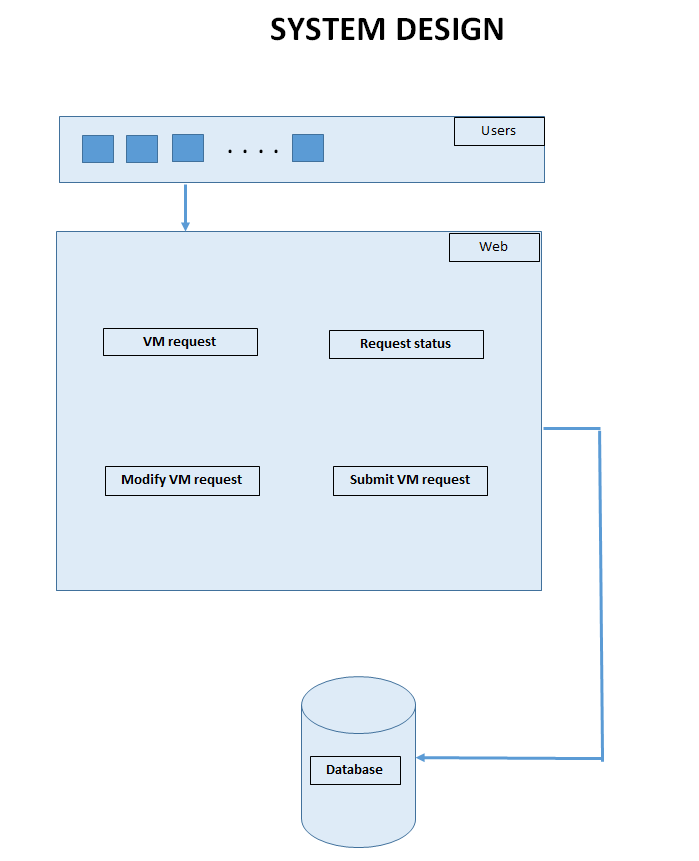 SYSTEM DESIGN
Users
. . . .
Web
VM request
Request status
Modify VM request
Submit VM request
Database